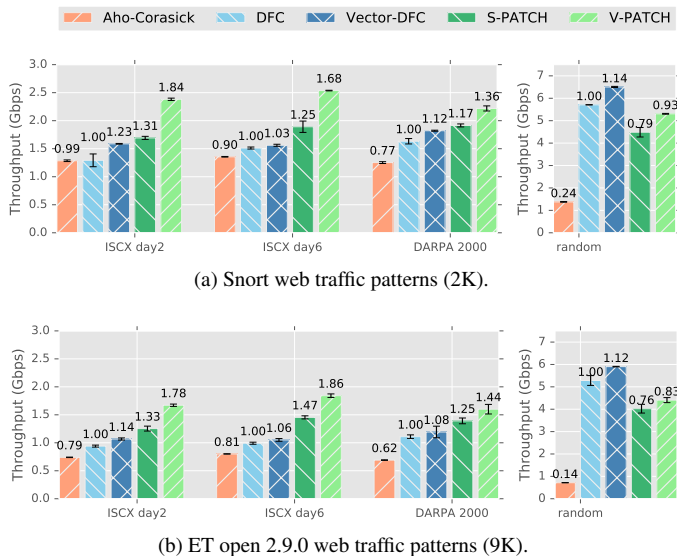 Aho-Corasick DFC Vector-DFC S-PATCH V-PATCH
Throughput (Gbps)
3.0
2.5
2.0
1.5
1.0
0.5
0.0
0.99 1.00 1.23 1.31 1.84
0.90 1.00 1.03 1.25 1.68
0.77 1.00 1.12 1.17 1.36
ISCX day2 ISCX day6 DARPA 2000
Throughput (Gbps)
7
6
5
4
3
2
1
0
0.24 1.00 1.14 0.79 0.93
random
(a) Snort web traffic patterns (2K).
Throughput (Gbps)
3.0
2.5
2.0
1.5
1.0
0.5
0.0
0.79 1.00 1.14 1.33 1.78
0.81 1.00 1.06 1.47 1.86
0.62 1.00 1.08 1.25 1.44
ISCX day2 ISCX day6 DARPA 2000
Throughput (Gbps)
7
6
5
4
3
2
1
0
0.14 1.00 1.12 0.76 0.83
random
(b) ET open 2.9.0 web traffic patterns (9K).